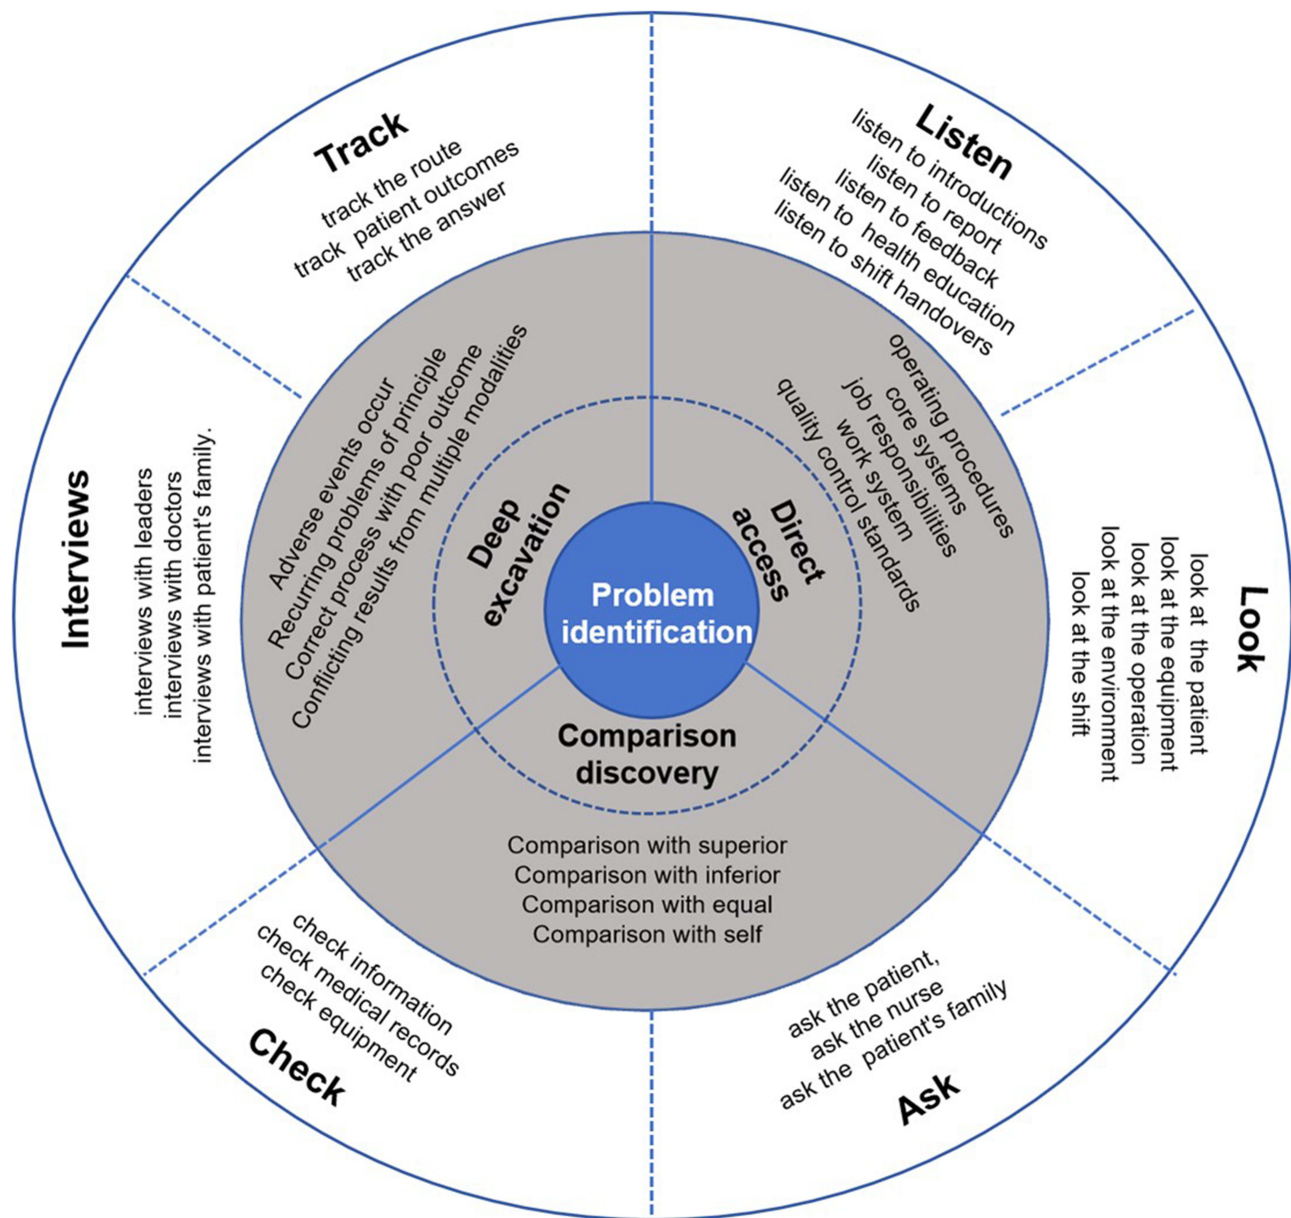 Track
track the route
track patient outcomes
track the answer
Listen
listen to introductions
listen to report
listen to feedback
listen to health education
listen to shift handovers
Look
look at the patient
look at the equipment
look at the operation
look at the environment
look at the shift
Ask
ask the patient,
ask the nurse
ask the patient's family
Check
check information
check medical records
check equipment
Interviews
interviews with leaders
interviews with doctors
interviews with patient's family.
Adverse events occur
Recurring problems of principle
Correct process with poor outcome
Conflicting results from multiple modalities
Deep
excavation
operating procedures
core systems
job responsibilities
work system
quality control standards
Direct
access
Problem
identification
Comparison
discovery
Comparison with superior
Comparison with inferior
Comparison with equal
Comparison with self